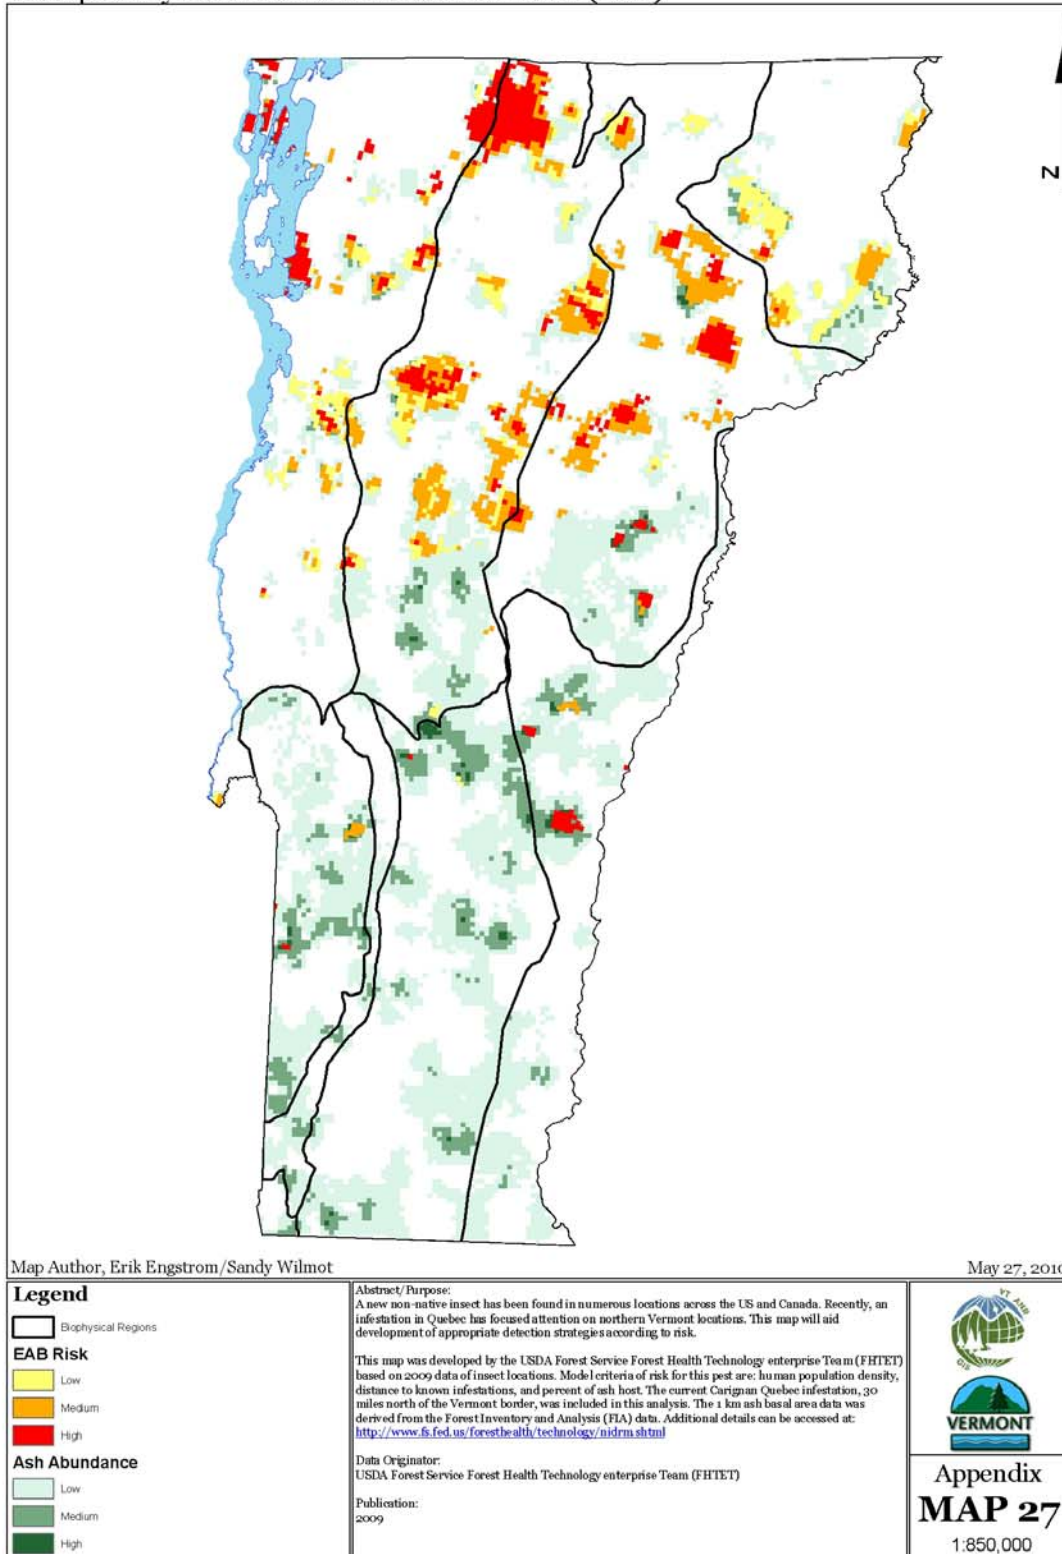 Map Author, Erik Engstrom/Sandy Wilmot
May 27, 2010
Legend
Biophysical Regions
EAB Risk
Low
Medium
High
Ash Abundance
Low
Medium
High
Abstract/Purpose:
A new non-native insect has been found in numerous locations across the US and Canada. Recently, an
infestation in Quebec has focused attention on northern Vermont locations. This map will aid
development of appropriate detection strategies according to risk.
This map was developed by the USDA Forest Service Forest Health Technology enterprise Team (FHTET)
based on 2009 data of insect locations. Model criteria of risk for this pest are: human population density,
distance to known infestations, and percent of ash host. The current Carignan Quebec infestation, 30
miles north of the Vermont border, was included in this analysis. The 1 km ash basal area data was
derived from the Forest Inventory and Analysis (FIA) data. Additional details can be accessed at:
http://www.fs.fed.us/foresthealth/technology/nidrm.shtml
Data Originator:
USDA Forest Service Forest Health Technology enterprise Team (FHTET)
Publication:
2009
VT ANR
GIS
VERMONT
Appendix
MAP 27
1:850,000
N